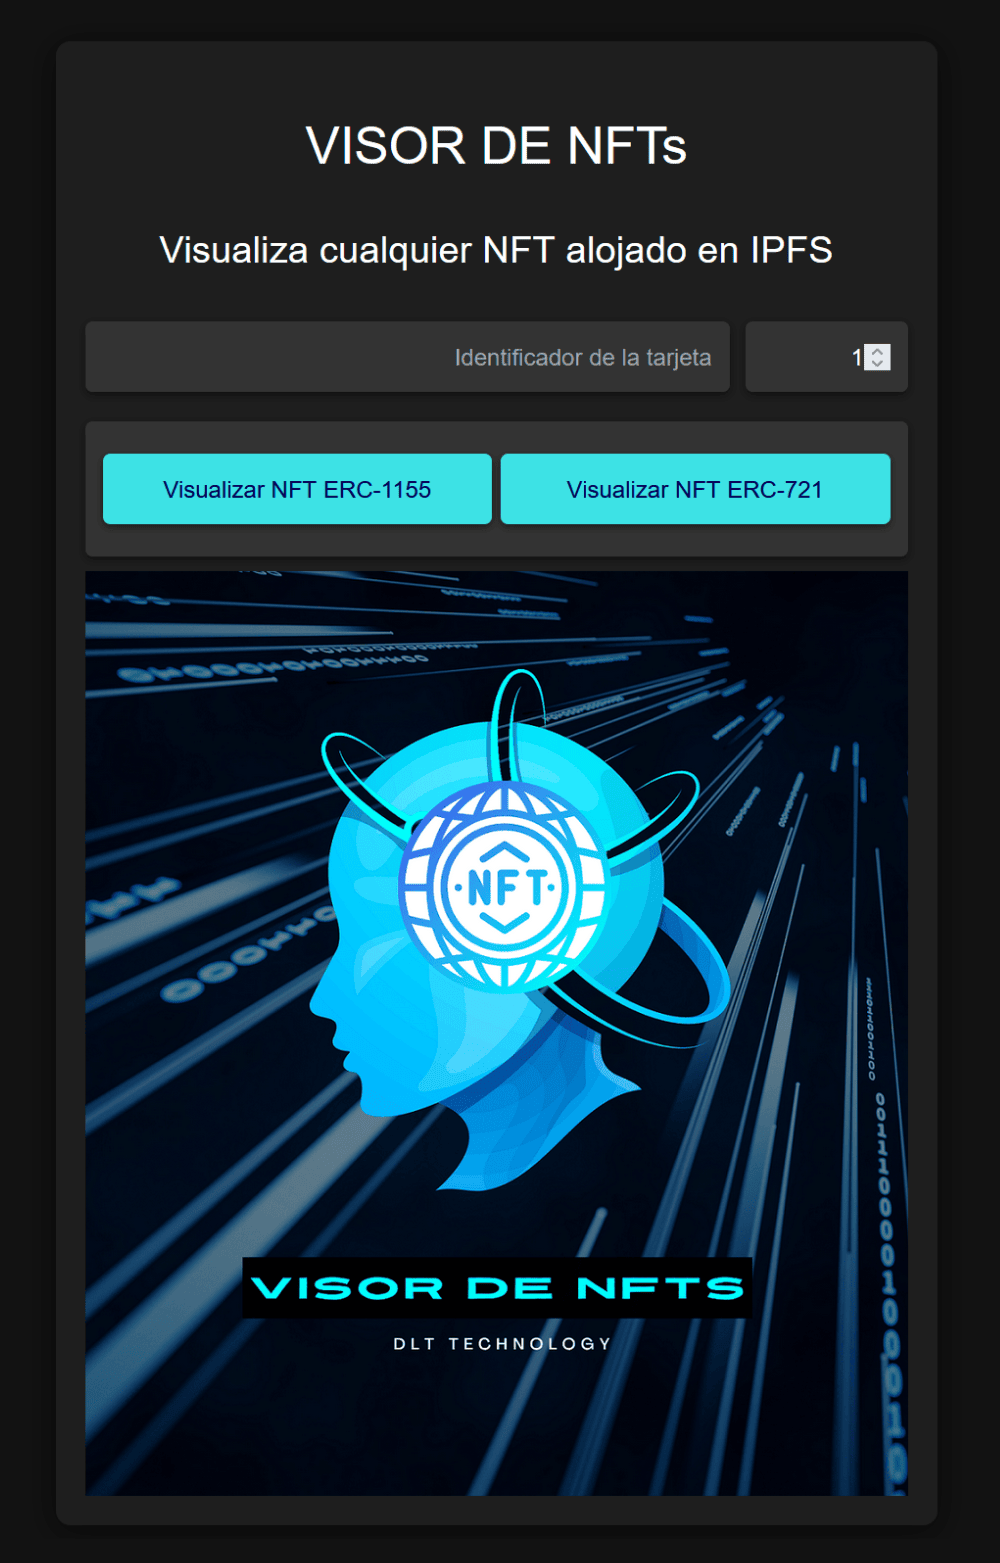 VISOR DE NFTs
Visualiza cualquier NFT alojado en IPFS
Identificador de la tarjeta
1
Visualizar NFT ERC-1155
Visualizar NFT ERC-721
·NFT·
VISOR DE NFTS
DLT TECHNOLOGY